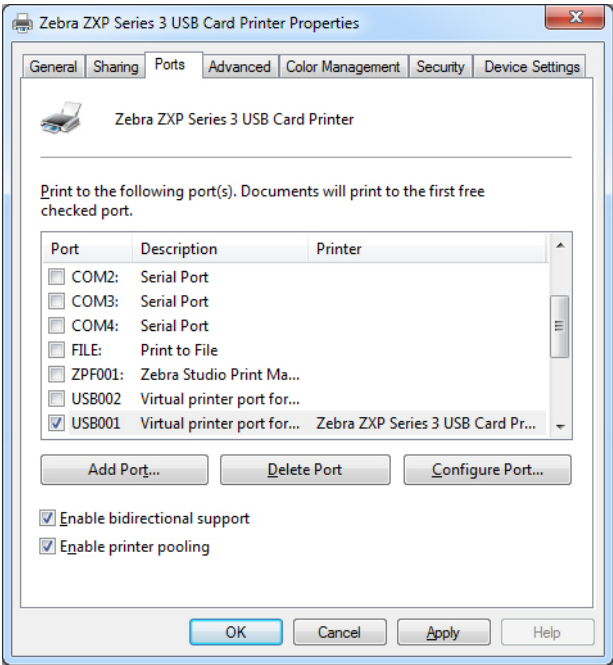 Zebra ZXP Series 3 USB Card Printer Properties
General Sharing Ports Advanced Color Management Security Device Settings
Zebra ZXP Series 3 USB Card Printer
Print to the following port(s). Documents will print to the first free
checked port.
Port Description Printer
COM2: Serial Port
COM3: Serial Port
COM4: Serial Port
FILE: Print to File
ZPF001: Zebra Studio Print Ma...
USB002 Virtual printer port for...
USB001 Virtual printer port for... Zebra ZXP Series 3 USB Card Pr...
Add Port... Delete Port Configure Port...
Enable bidirectional support
Enable printer pooling
OK Cancel Apply Help